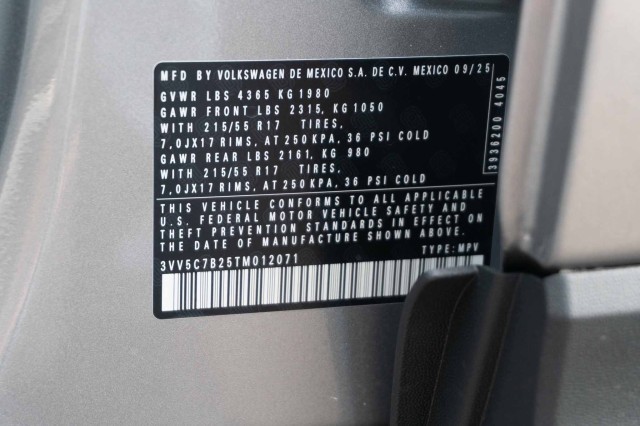 MFD BY VOLKSWAGEN DE MEXICO S.A. DE C.V. MEXICO 09/25
GVWR LBS 4365 KG 1980
GAWR FRONT LBS 2315, KG 1050
WITH 215/55 R17 TIRES,
7,0JX17 RIMS, AT 250 KPA, 36 PSI COLD
GAWR REAR LBS 2161, KG 980
WITH 215/55 R17 TIRES,
7,0JX17 RIMS, AT 250 KPA, 36 PSI COLD
THIS VEHICLE CONFORMS TO ALL APPLICABLE
U.S. FEDERAL MOTOR VEHICLE SAFETY AND
THEFT PREVENTION STANDARDS IN EFFECT ON
THE DATE OF MANUFACTURE SHOWN ABOVE.
3VV5C7B25TM012071 TYPE: MPV
3936200 4045